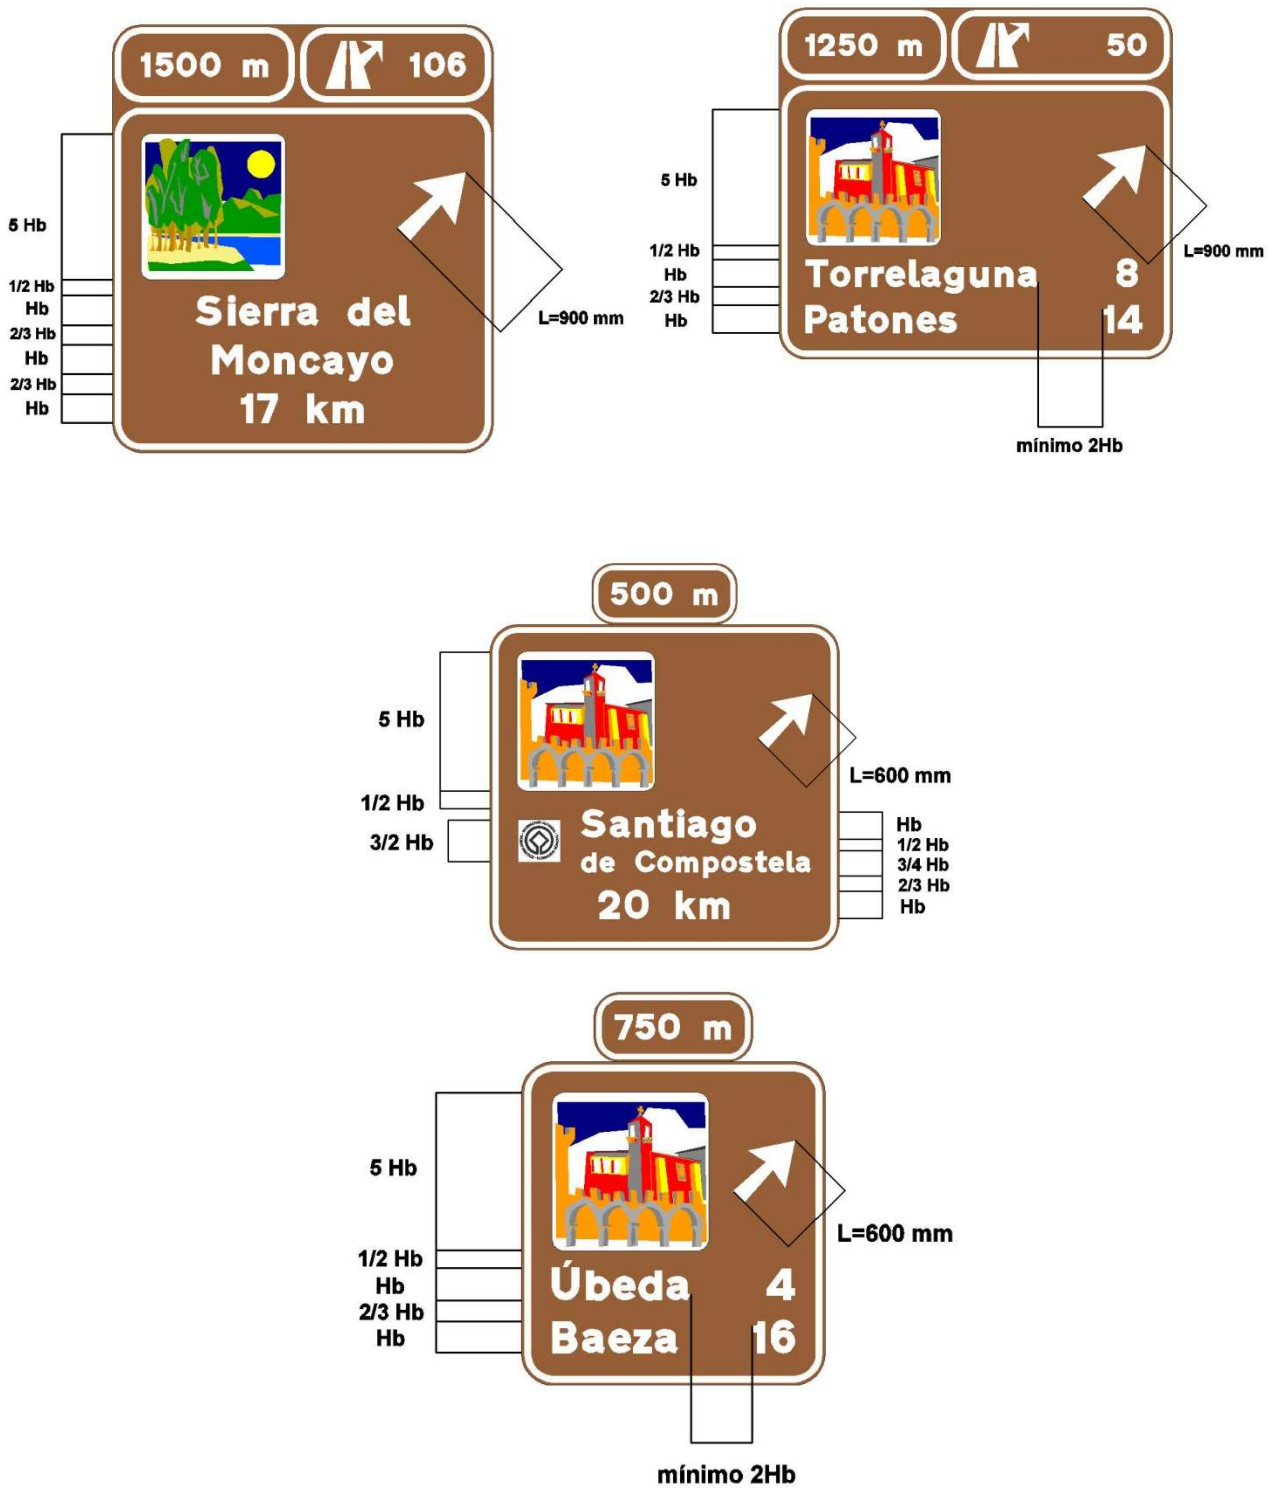 1500 m 106
5 Hb
1/2 Hb
Hb
2/3 Hb
Hb
2/3 Hb
Hb
Sierra del
Moncayo
17 km
L=900 mm
1250 m 50
5 Hb
1/2 Hb
Hb
2/3 Hb
Hb
Torrelaguna 8
Patones 14
L=900 mm
mínimo 2Hb
500 m
5 Hb
1/2 Hb
3/2 Hb
Santiago
de Compostela
20 km
L=600 mm
Hb
1/2 Hb
3/4 Hb
2/3 Hb
Hb
750 m
5 Hb
1/2 Hb
Hb
2/3 Hb
Hb
Úbeda 4
Baeza 16
L=600 mm
mínimo 2Hb